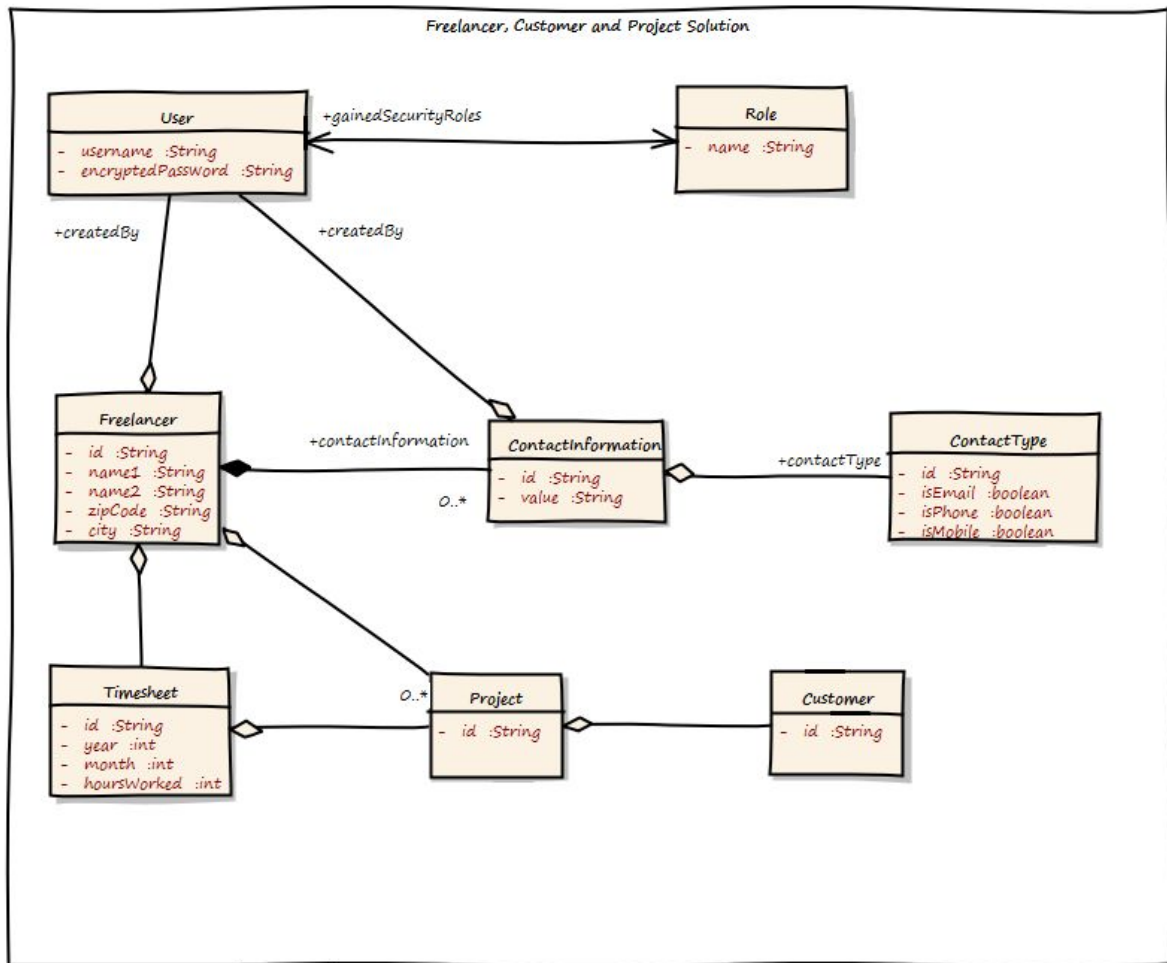 Freelancer, Customer and Project Solution
User
- username :String
- encryptedPassword :String
+gainedSecurityRoles
Role
- name :String
+createdBy
+createdBy
Freelancer
- id :String
- name1 :String
- name2 :String
- zipCode :String
- city :String
+contactInformation
0..*
ContactInformation
- id :String
- value :String
+contactType
ContactType
- id :String
- isEmail :boolean
- isPhone :boolean
- isMobile :boolean
Timesheet
- id :String
- year :int
- month :int
- hoursWorked :int
0..*
Project
- id :String
Customer
- id :String